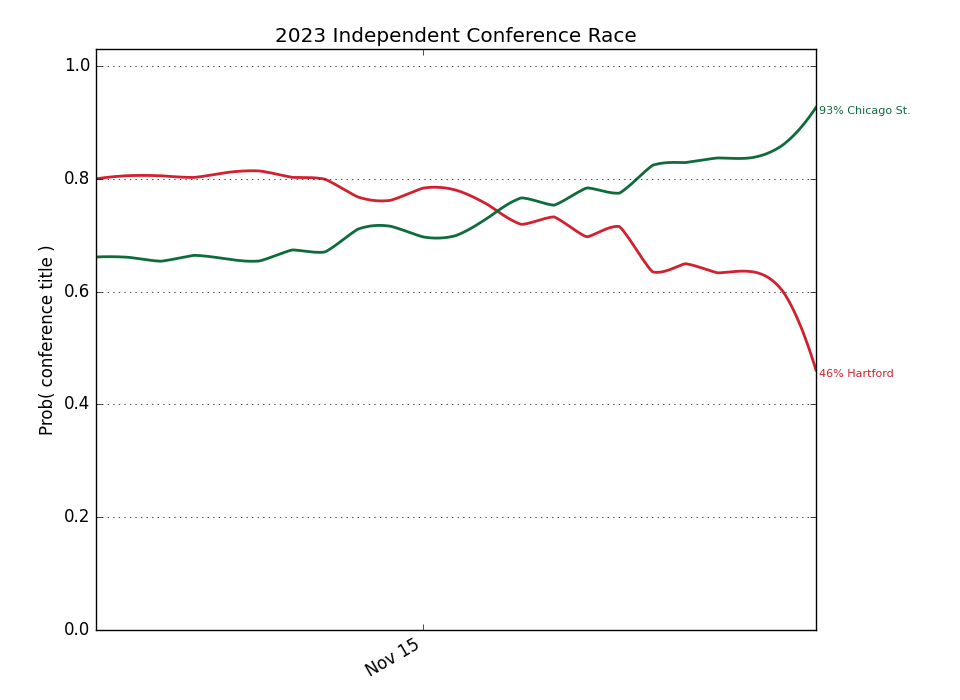 2023 Independent Conference Race
1.0
0.8
0.6
0.4
0.2
0.0
Prob( conference title )
93% Chicago St.
46% Hartford
Nov 15